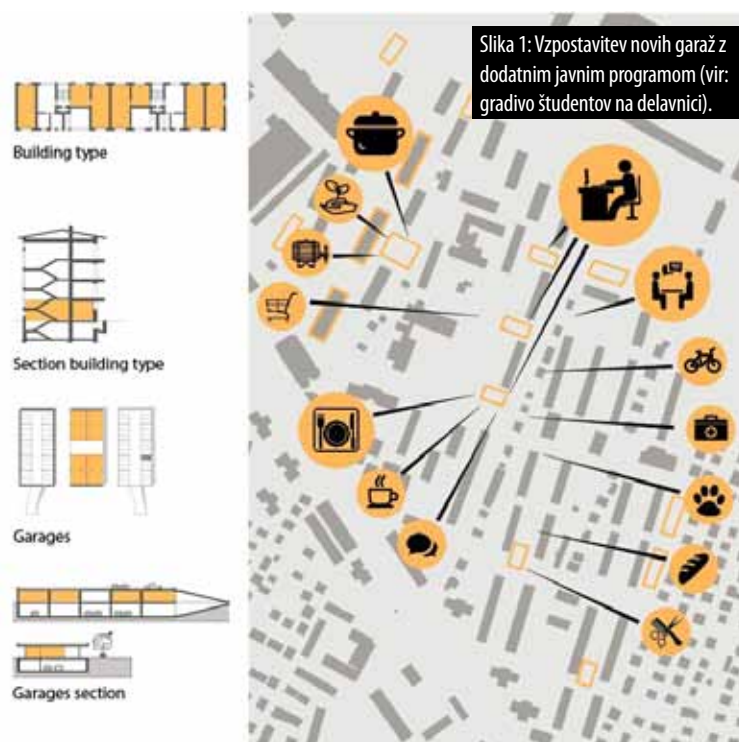 Slika 1: Vzpostavitev novih garaž z
dodatnim javnim programom (vir:
gradivo študentov na delavnici).
Building type
Section building type
Garages
Garages section